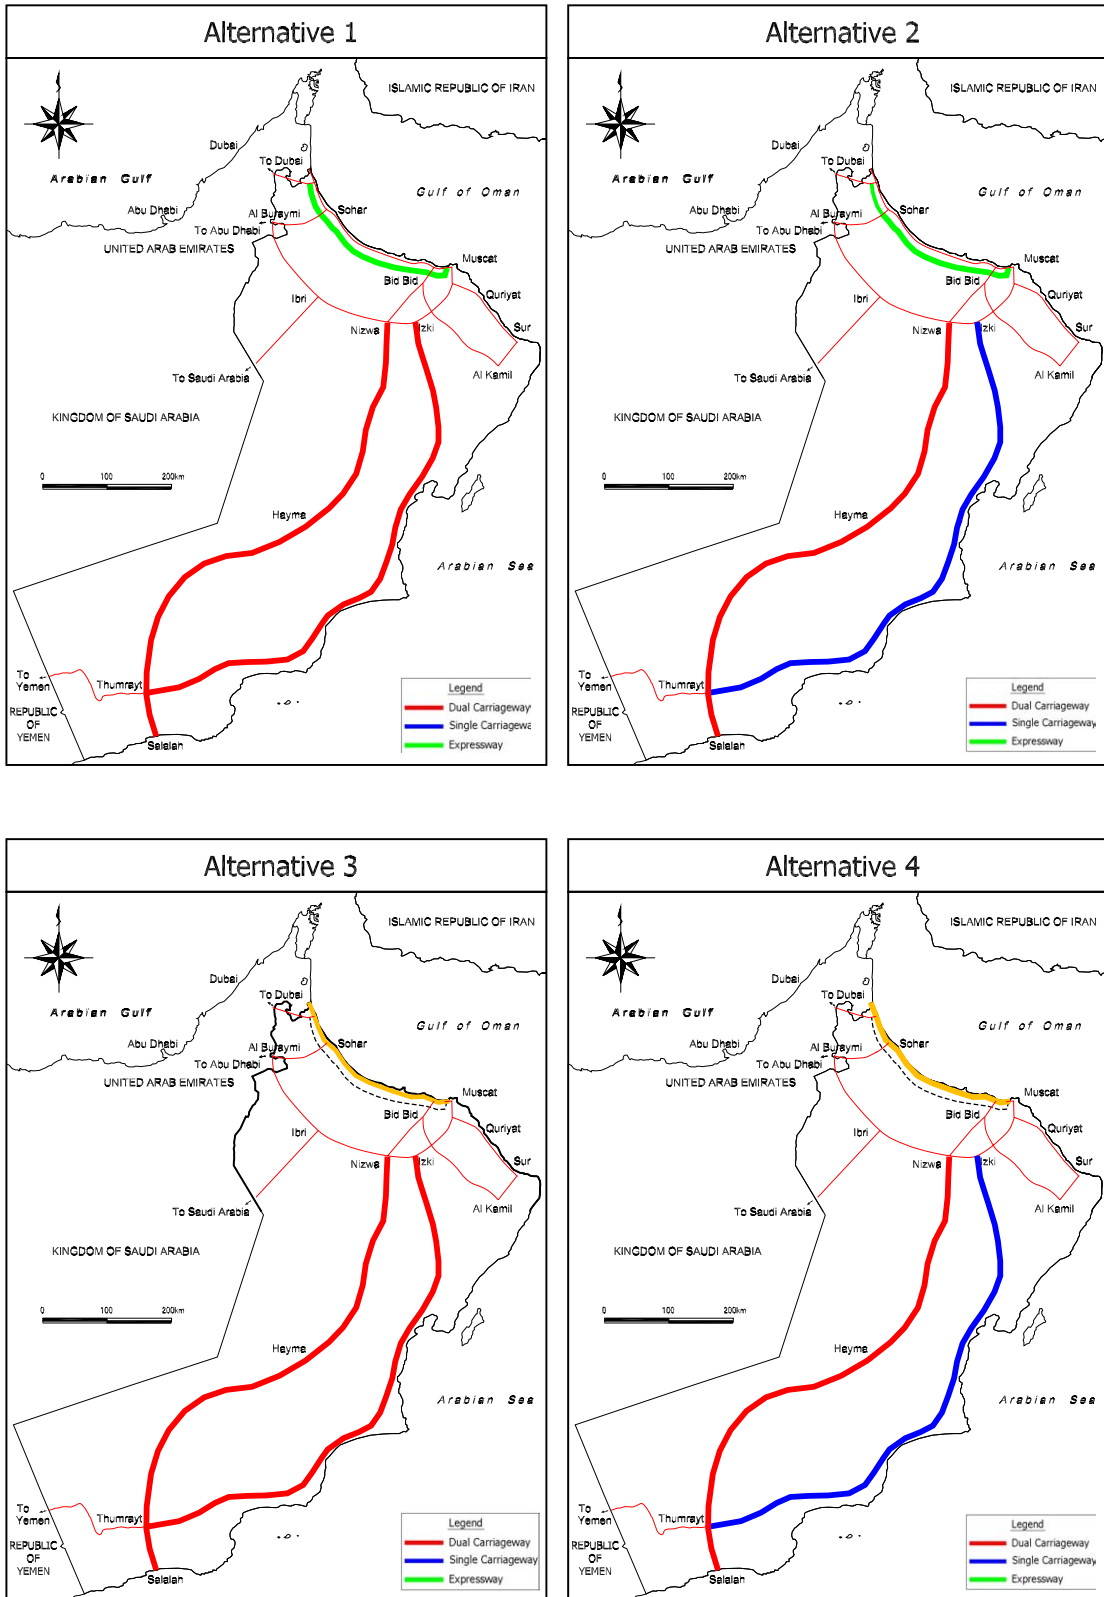 Alternative 1
ISLAMIC REPUBLIC OF IRAN
Dubai
To Dubai
Arabian Gulf
Gulf of Oman
Abu Dhabi
Al Buraymi
Sohar
To Abu Dhabi
UNITED ARAB EMIRATES
Muscat
Bid Bid
Ibri
Quriyat
Nizwa
Izki
Sur
To Saudi Arabia
Al Kamil
KINGDOM OF SAUDI ARABIA
0 100 200km
Hayma
Arabian Sea
To
Yemen
Thumrayt
REPUBLIC
OF
YEMEN
Salalah
Legend
Dual Carriageway
Single Carriagewa
Expressway
Alternative 2
ISLAMIC REPUBLIC OF IRAN
Dubai
To Dubai
Arabian Gulf
Gulf of Oman
Abu Dhabi
Al Buraymi
Sohar
To Abu Dhabi
UNITED ARAB EMIRATES
Muscat
Bid Bid
Ibri
Quriyat
Nizwa
Izki
Sur
To Saudi Arabia
Al Kamil
KINGDOM OF SAUDI ARABIA
0 100 200km
Hayma
Arabian Sea
To
Yemen
Thumrayt
REPUBLIC
OF
YEMEN
Salalah
Legend
Dual Carriageway
Single Carriageway
Expressway
Alternative 3
ISLAMIC REPUBLIC OF IRAN
Dubai
To Dubai
Arabian Gulf
Gulf of Oman
Abu Dhabi
Al Buraymi
Sohar
To Abu Dhabi
UNITED ARAB EMIRATES
Muscat
Bid Bid
Ibri
Quriyat
Nizwa
Izki
Sur
To Saudi Arabia
Al Kamil
KINGDOM OF SAUDI ARABIA
0 100 200km
Hayma
Arabian Sea
To
Yemen
Thumrayt
REPUBLIC
OF
YEMEN
Salalah
Legend
Dual Carriageway
Single Carriageway
Expressway
Alternative 4
ISLAMIC REPUBLIC OF IRAN
Dubai
To Dubai
Arabian Gulf
Gulf of Oman
Abu Dhabi
Al Buraymi
Sohar
To Abu Dhabi
UNITED ARAB EMIRATES
Muscat
Bid Bid
Ibri
Quriyat
Nizwa
Izki
Sur
To Saudi Arabia
Al Kamil
KINGDOM OF SAUDI ARABIA
0 100 200km
Hayma
Arabian Sea
To
Yemen
Thumrayt
REPUBLIC
OF
YEMEN
Salalah
Legend
Dual Carriageway
Single Carriageway
Expressway